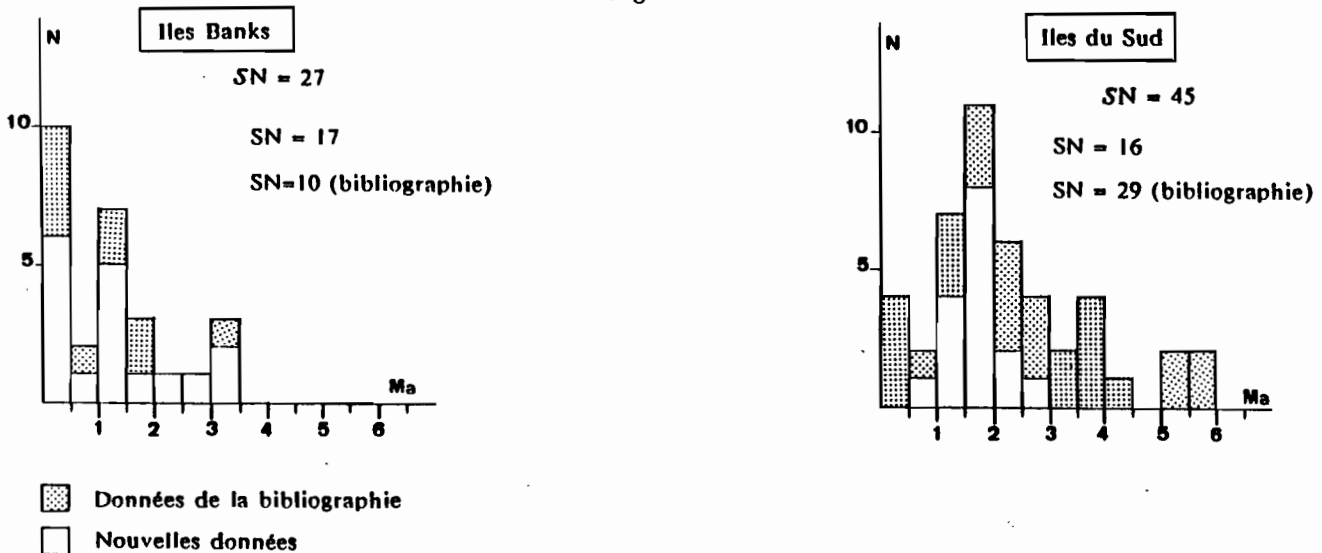 Iles Banks
N
SN = 27
SN = 17
SN=10 (bibliographie)
10
5
Ma
1 2 3 4 5 6
Iles du Sud
N
SN = 45
SN = 16
SN = 29 (bibliographie)
10
5
Ma
1 2 3 4 5 6
Données de la bibliographie
Nouvelles données